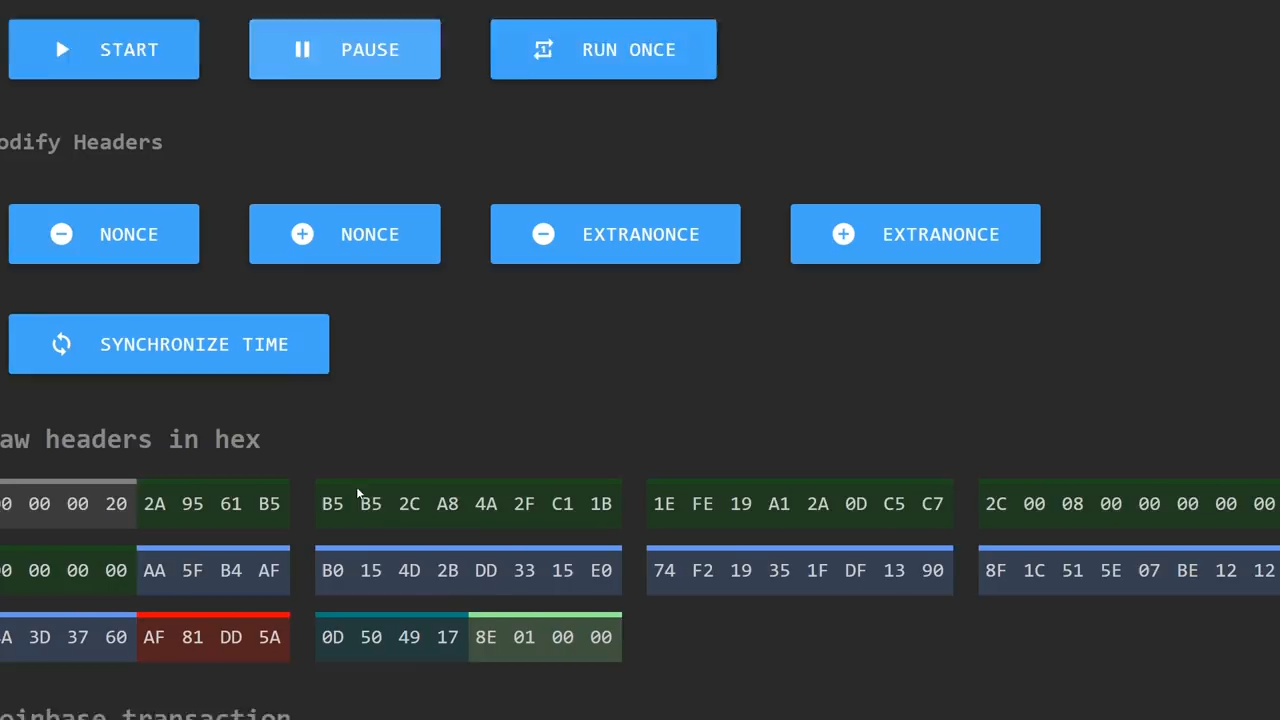 START PAUSE RUN ONCE
odify Headers
NONCE NONCE EXTRANONCE EXTRANONCE
SYNCHRONIZE TIME
aw headers in hex
0 00 00 20 2A 95 61 B5 B5 B5 2C A8 4A 2F C1 1B 1E FE 19 A1 2A 0D C5 C7 2C 00 08 00 00 00 00 00
0 00 00 00 AA 5F B4 AF B0 15 4D 2B DD 33 15 E0 74 F2 19 35 1F DF 13 90 8F 1C 51 5E 07 BE 12 12
A 3D 37 60 AF 81 DD 5A 0D 50 49 17 8E 01 00 00
oinbase transaction